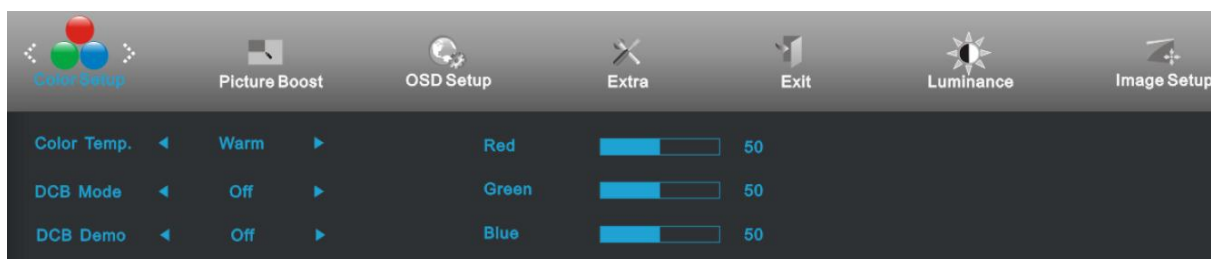 Color Setup
Picture Boost
OSD Setup
Extra
Exit
Luminance
Image Setup
Color Temp. Warm Red 50
DCB Mode Off Green 50
DCB Demo Off Blue 50